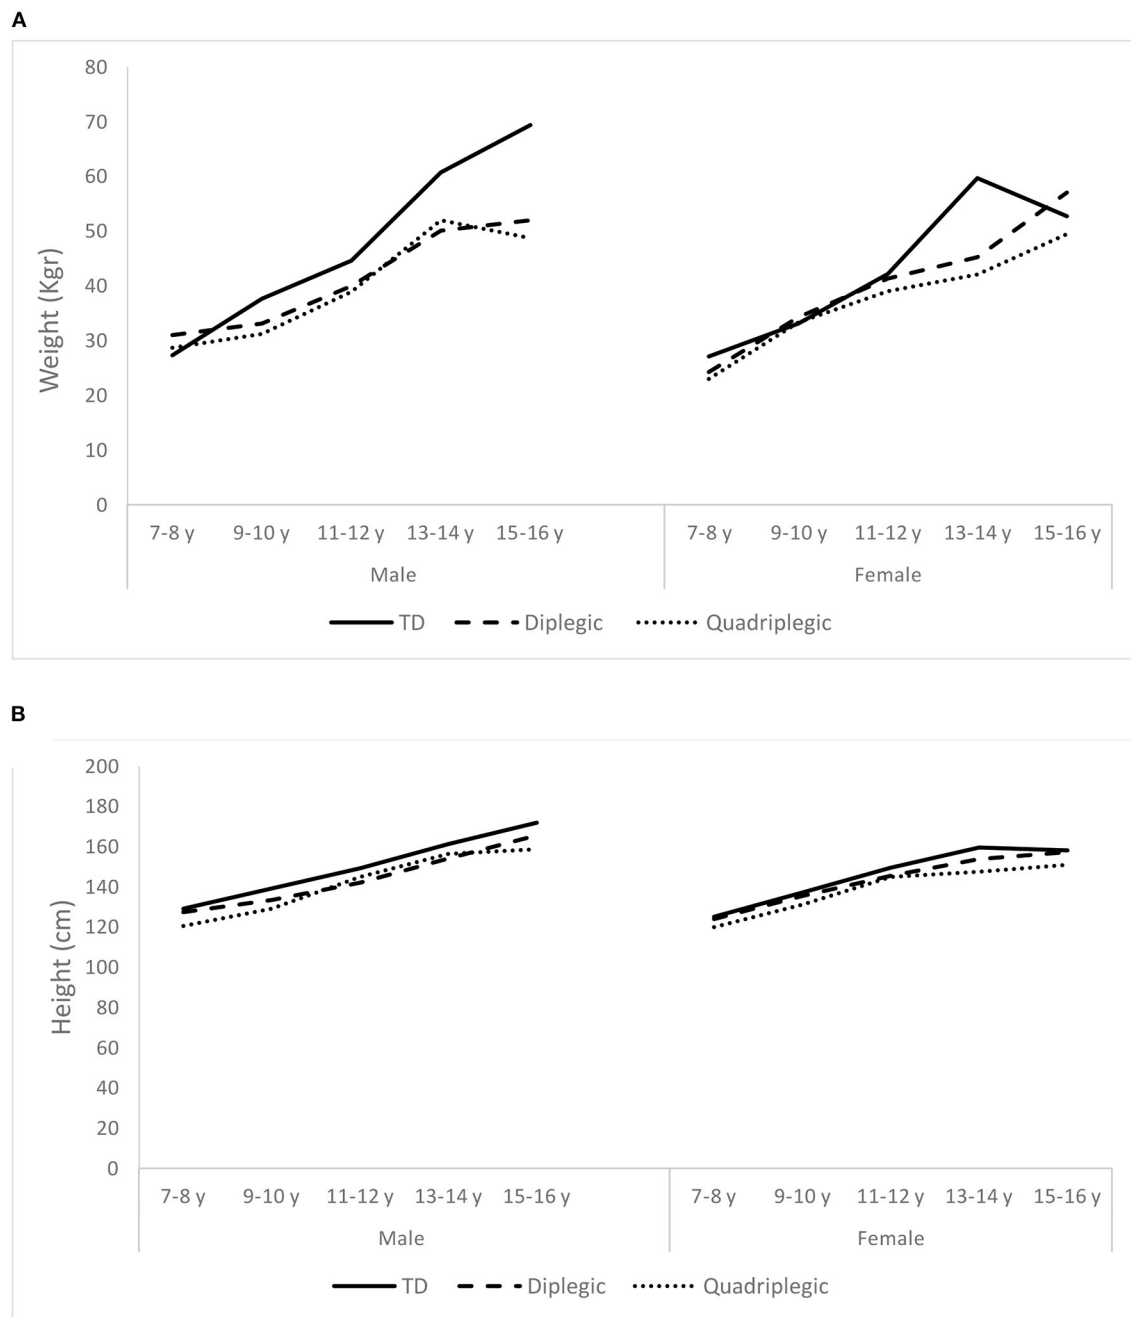 A
80
70
60
50
40
30
20
10
0
Weight (Kgr)
7-8 y 9-10 y 11-12 y 13-14 y 15-16 y 7-8 y 9-10 y 11-12 y 13-14 y 15-16 y
Male Female
TD Diplegic Quadriplegic
B
200
180
160
140
120
100
80
60
40
20
0
Height (cm)
7-8 y 9-10 y 11-12 y 13-14 y 15-16 y 7-8 y 9-10 y 11-12 y 13-14 y 15-16 y
Male Female
TD Diplegic Quadriplegic